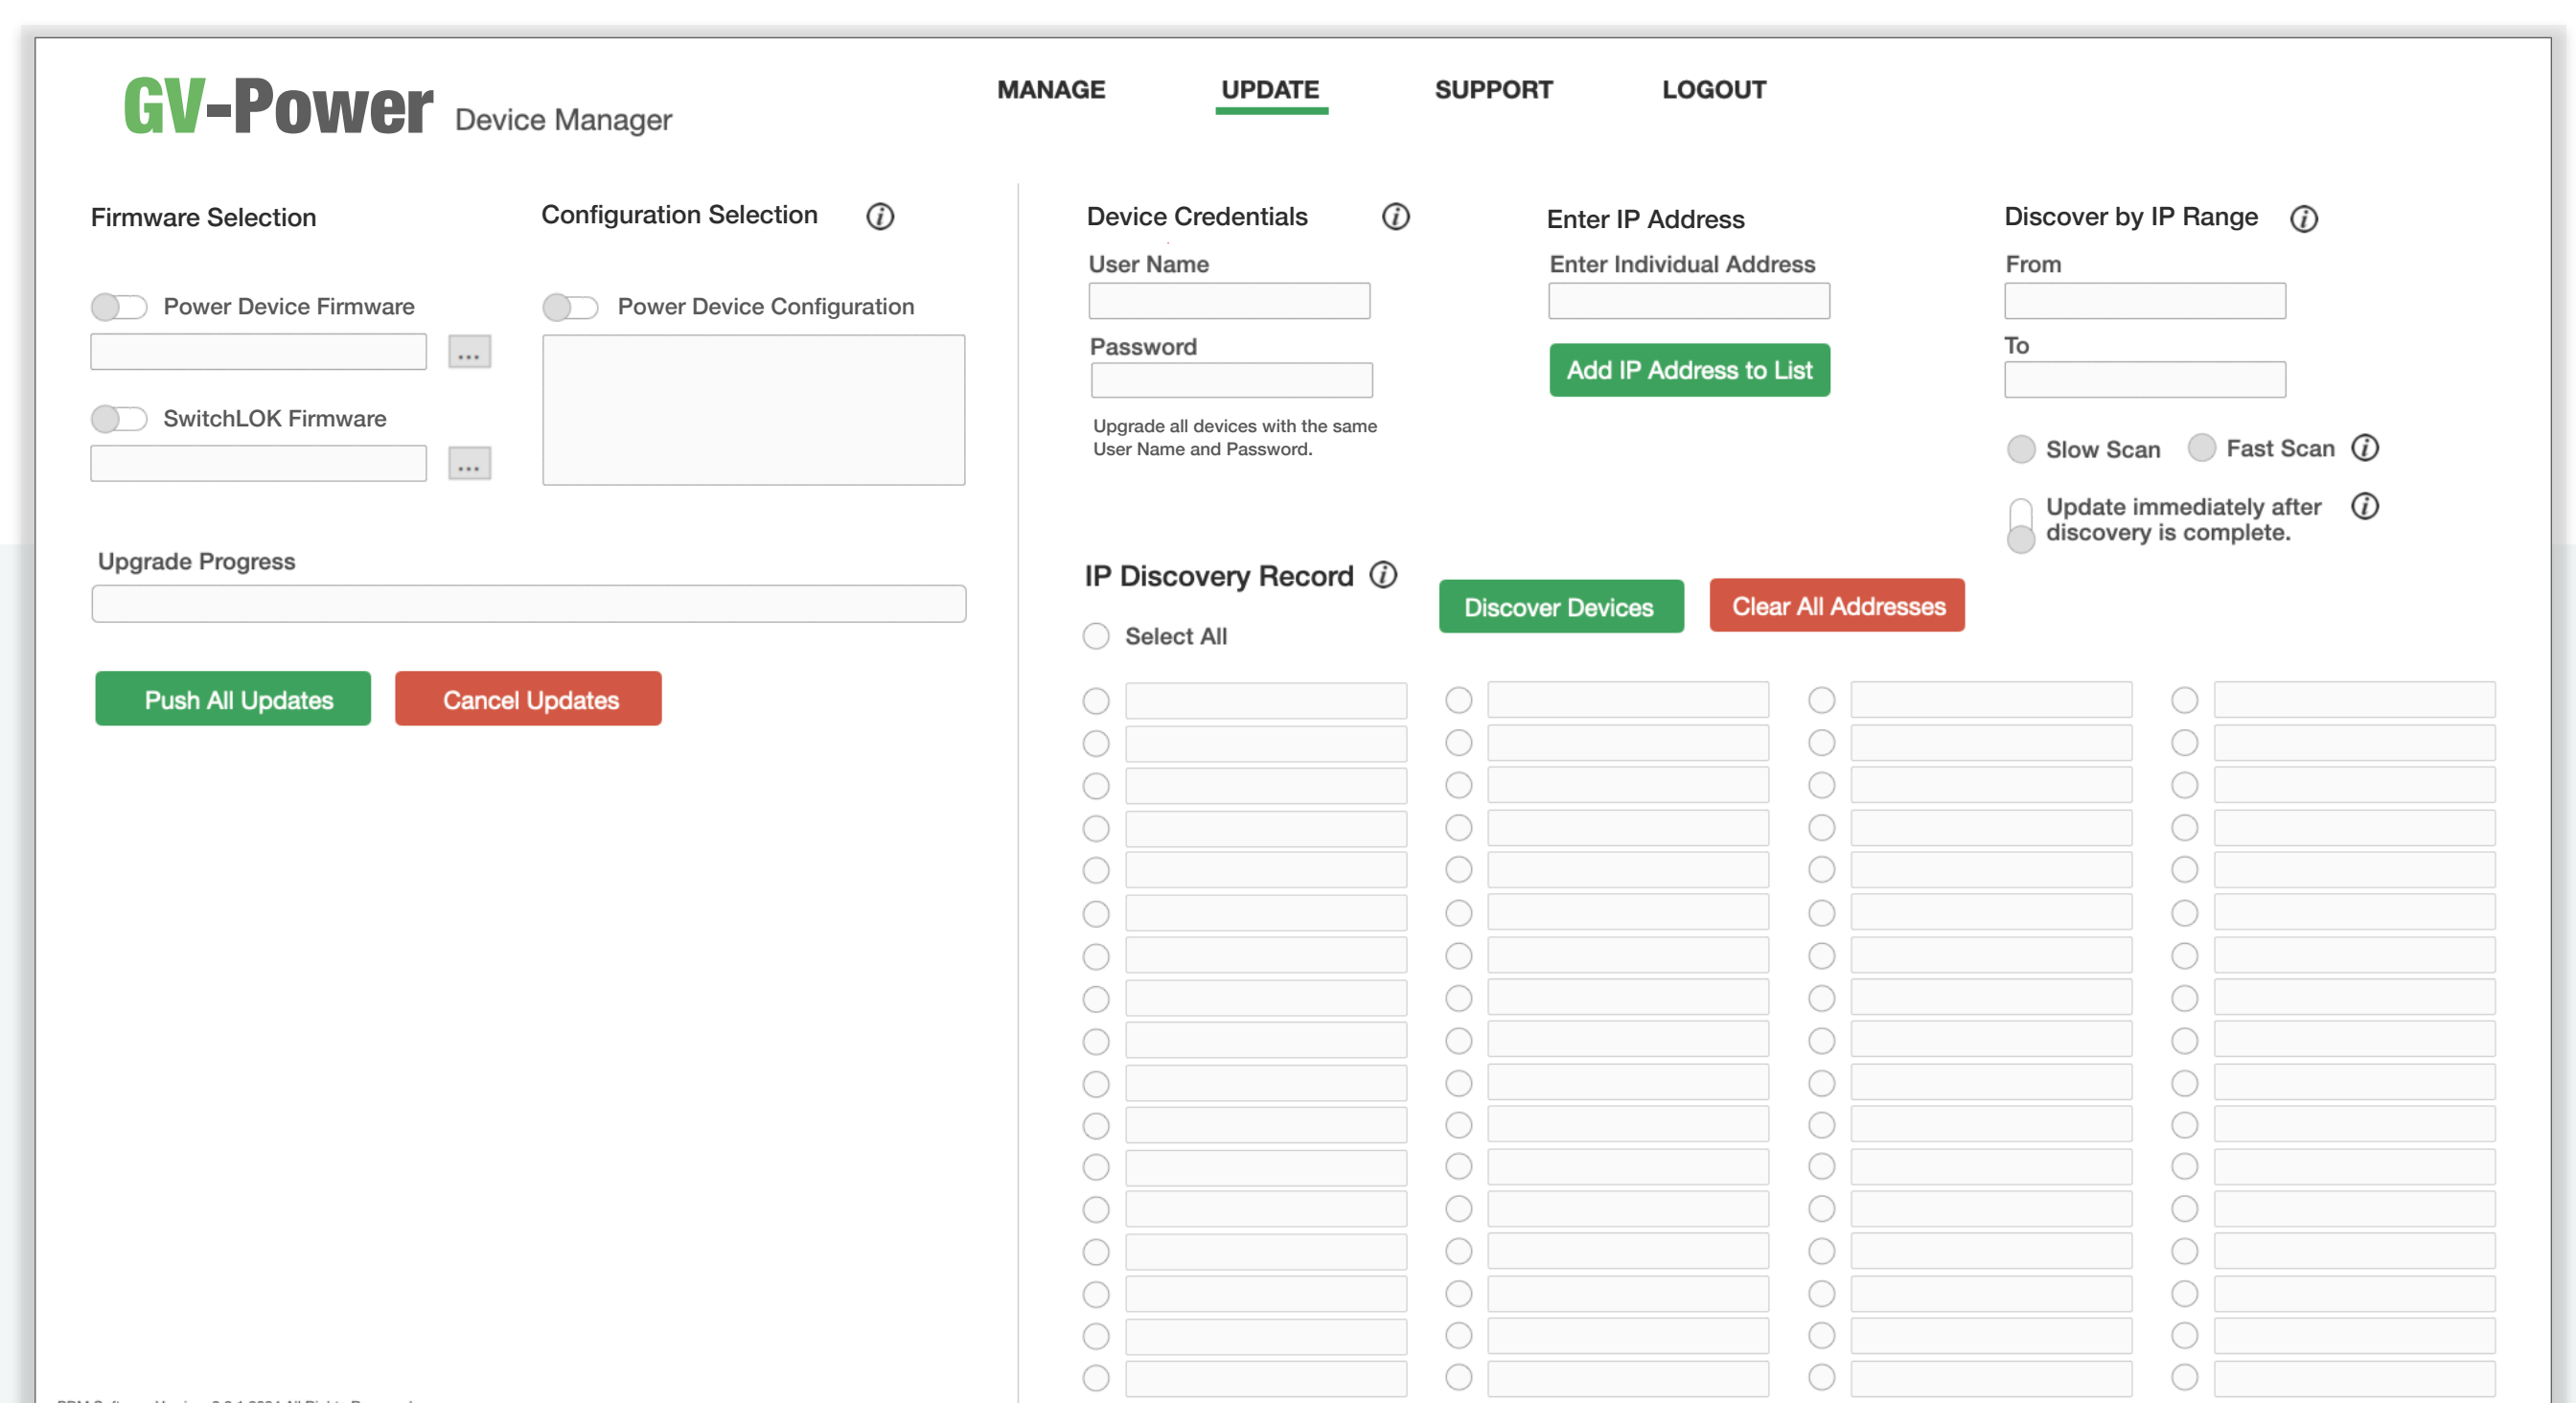 GV-Power Device Manager
MANAGE UPDATE SUPPORT LOGOUT
Firmware Selection
Configuration Selection i
Power Device Firmware
Power Device Configuration
...
SwitchLOK Firmware
...
Upgrade Progress
Push All Updates
Cancel Updates
Device Credentials i
User Name
Password
Upgrade all devices with the same
User Name and Password.
Enter IP Address
Enter Individual Address
Add IP Address to List
Discover by IP Range i
From
To
Slow Scan
Fast Scan i
Update immediately after i
discovery is complete.
IP Discovery Record i
Discover Devices
Clear All Addresses
Select All